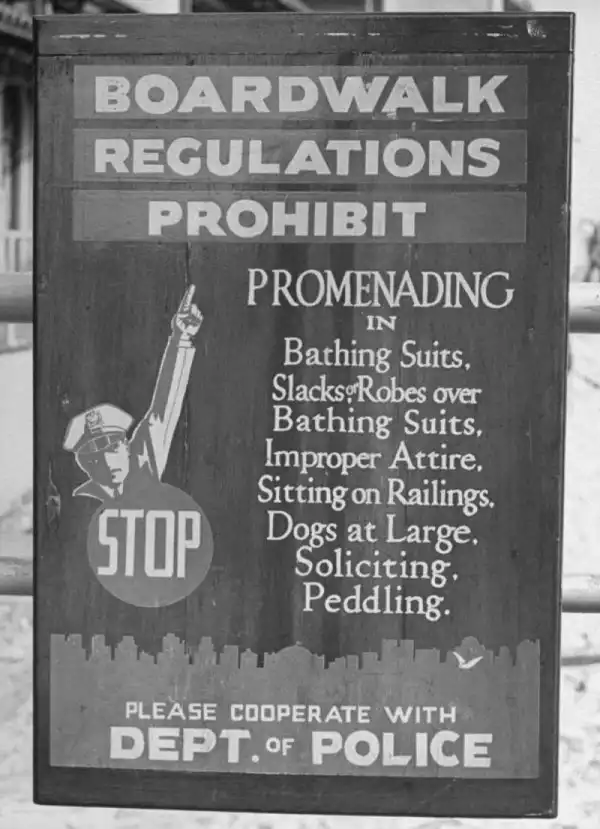 BOARDWALK
REGULATIONS
PROHIBIT
PROMENADING
IN
Bathing Suits,
Slacks or Robes over
Bathing Suits,
Improper Attire.
Sitting on Railings.
Dogs at Large.
Soliciting.
Peddling.
STOP
PLEASE COOPERATE WITH
DEPT. OF POLICE